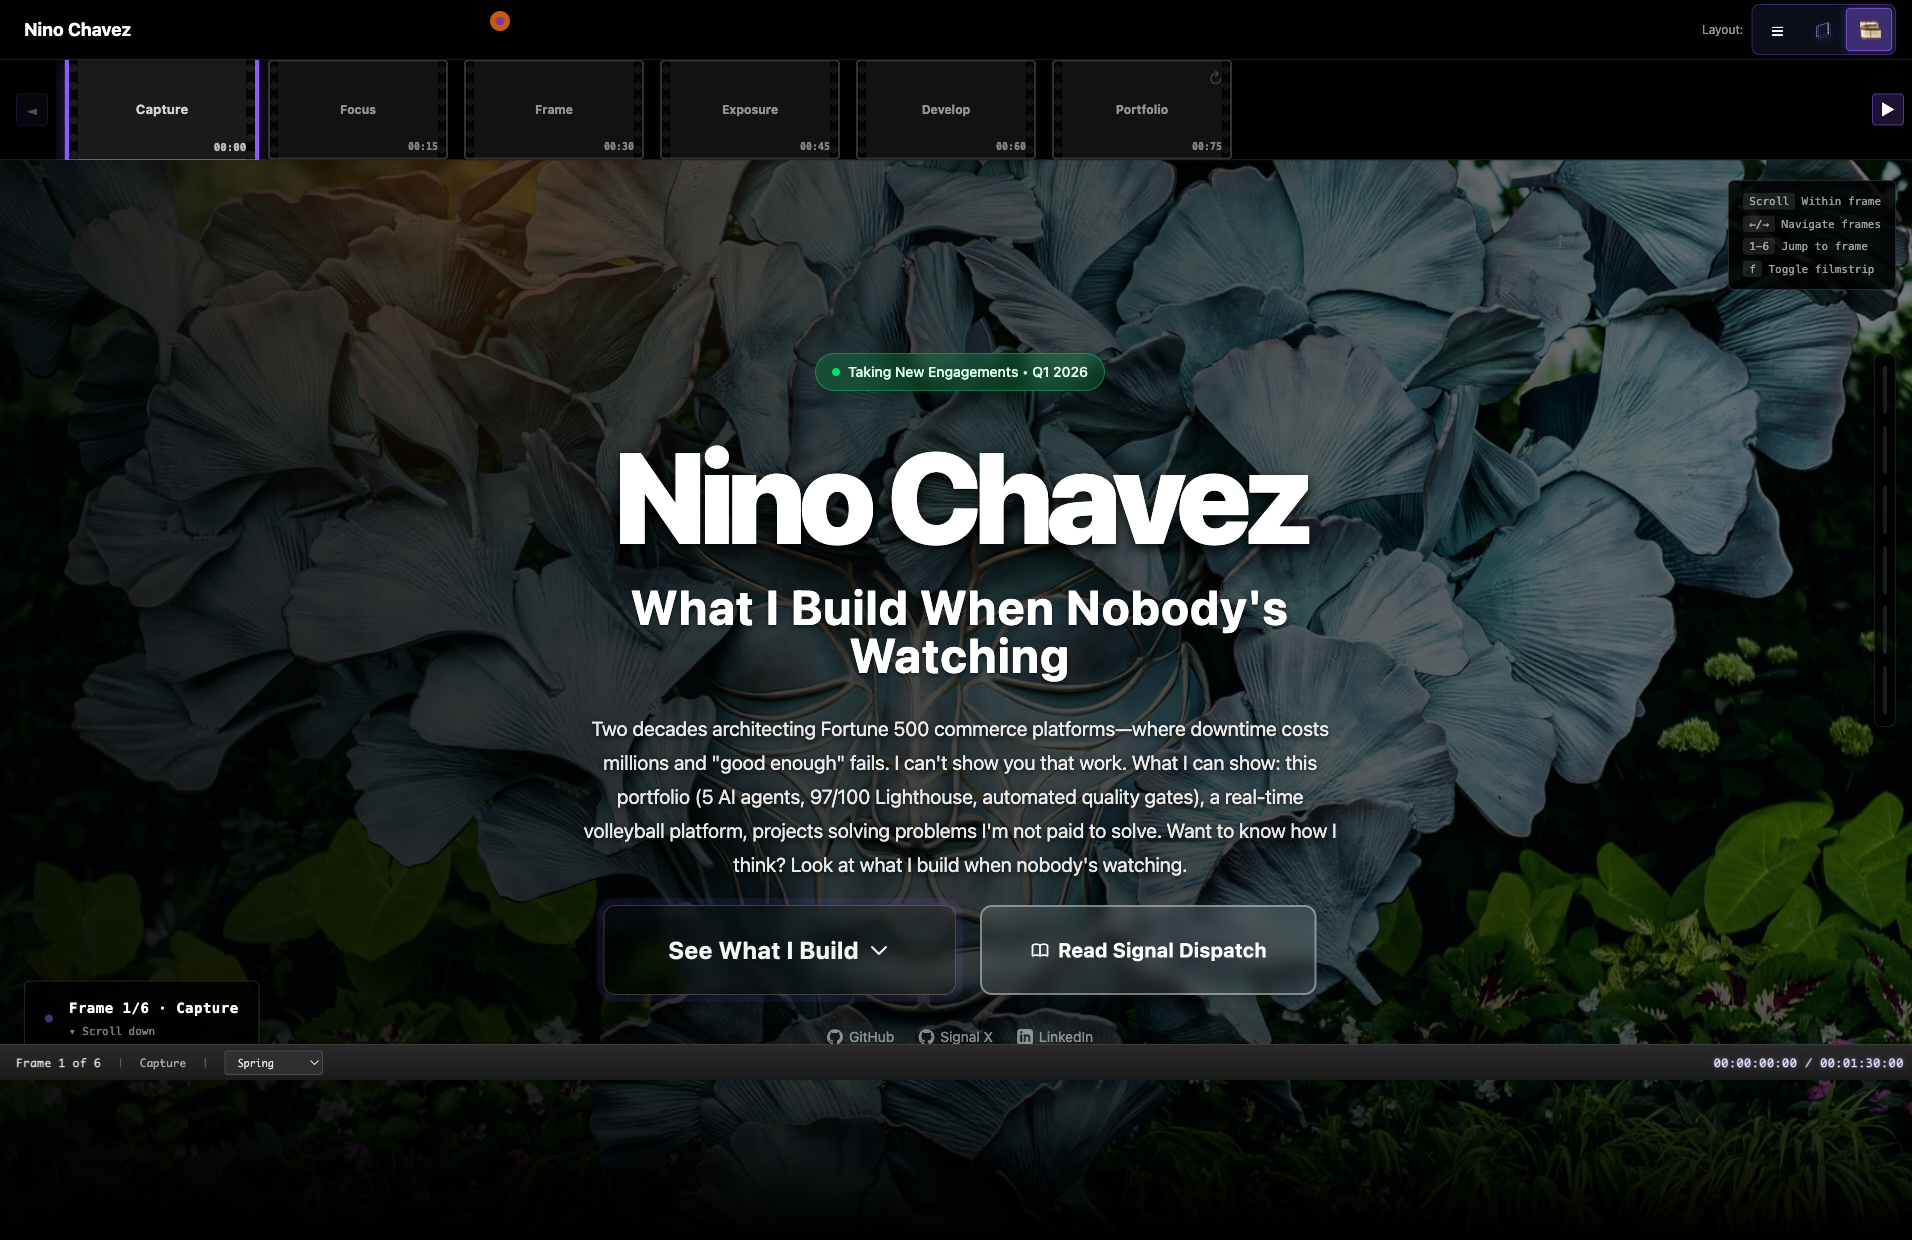 Nino Chavez
Layout:
Capture
00:00
Focus
00:15
Frame
00:30
Exposure
00:45
Develop
00:60
Portfolio
00:75
Scroll Within frame
←/→ Navigate frames
1–6 Jump to frame
f Toggle filmstrip
Taking New Engagements • Q1 2026
Nino Chavez
What I Build When Nobody's
Watching
Two decades architecting Fortune 500 commerce platforms—where downtime costs
millions and "good enough" fails. I can't show you that work. What I can show: this
portfolio (5 AI agents, 97/100 Lighthouse, automated quality gates), a real-time
volleyball platform, projects solving problems I'm not paid to solve. Want to know how I
think? Look at what I build when nobody's watching.
See What I Build
Read Signal Dispatch
GitHub Signal X LinkedIn
Frame 1/6 · Capture
▾ Scroll down
Frame 1 of 6 | Capture | Spring
00:00:00:00 / 00:01:30:00